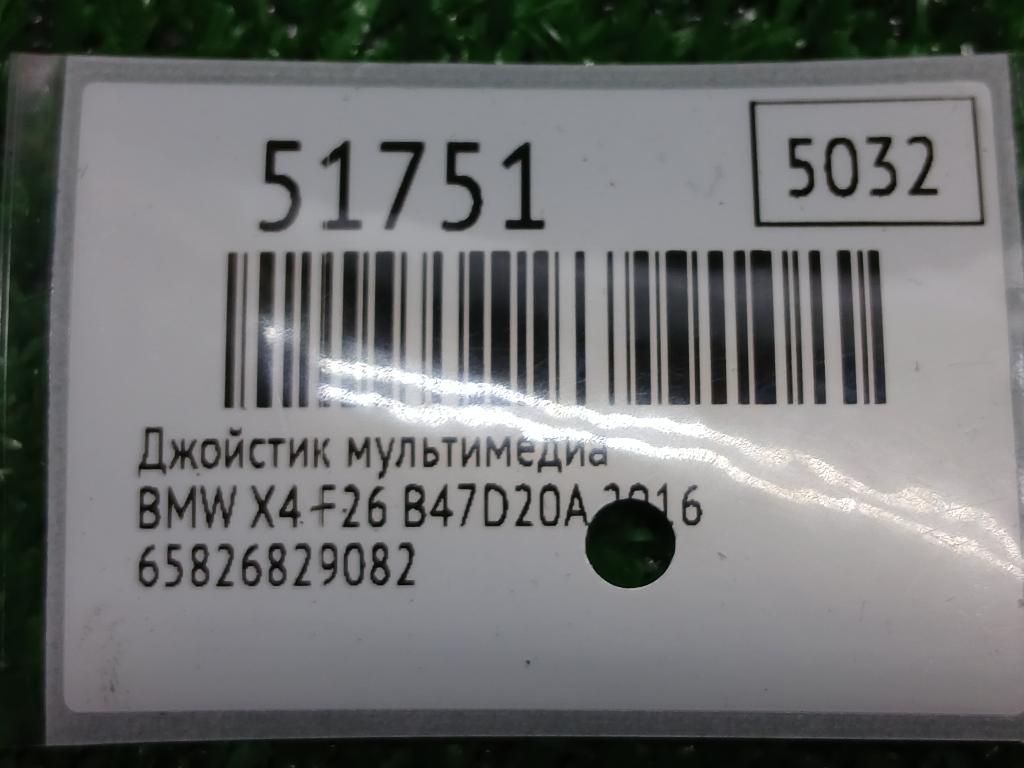 51751
5032
Джойстик мультимедиа
BMW X4 F26 B47D20A 2016
65826829082